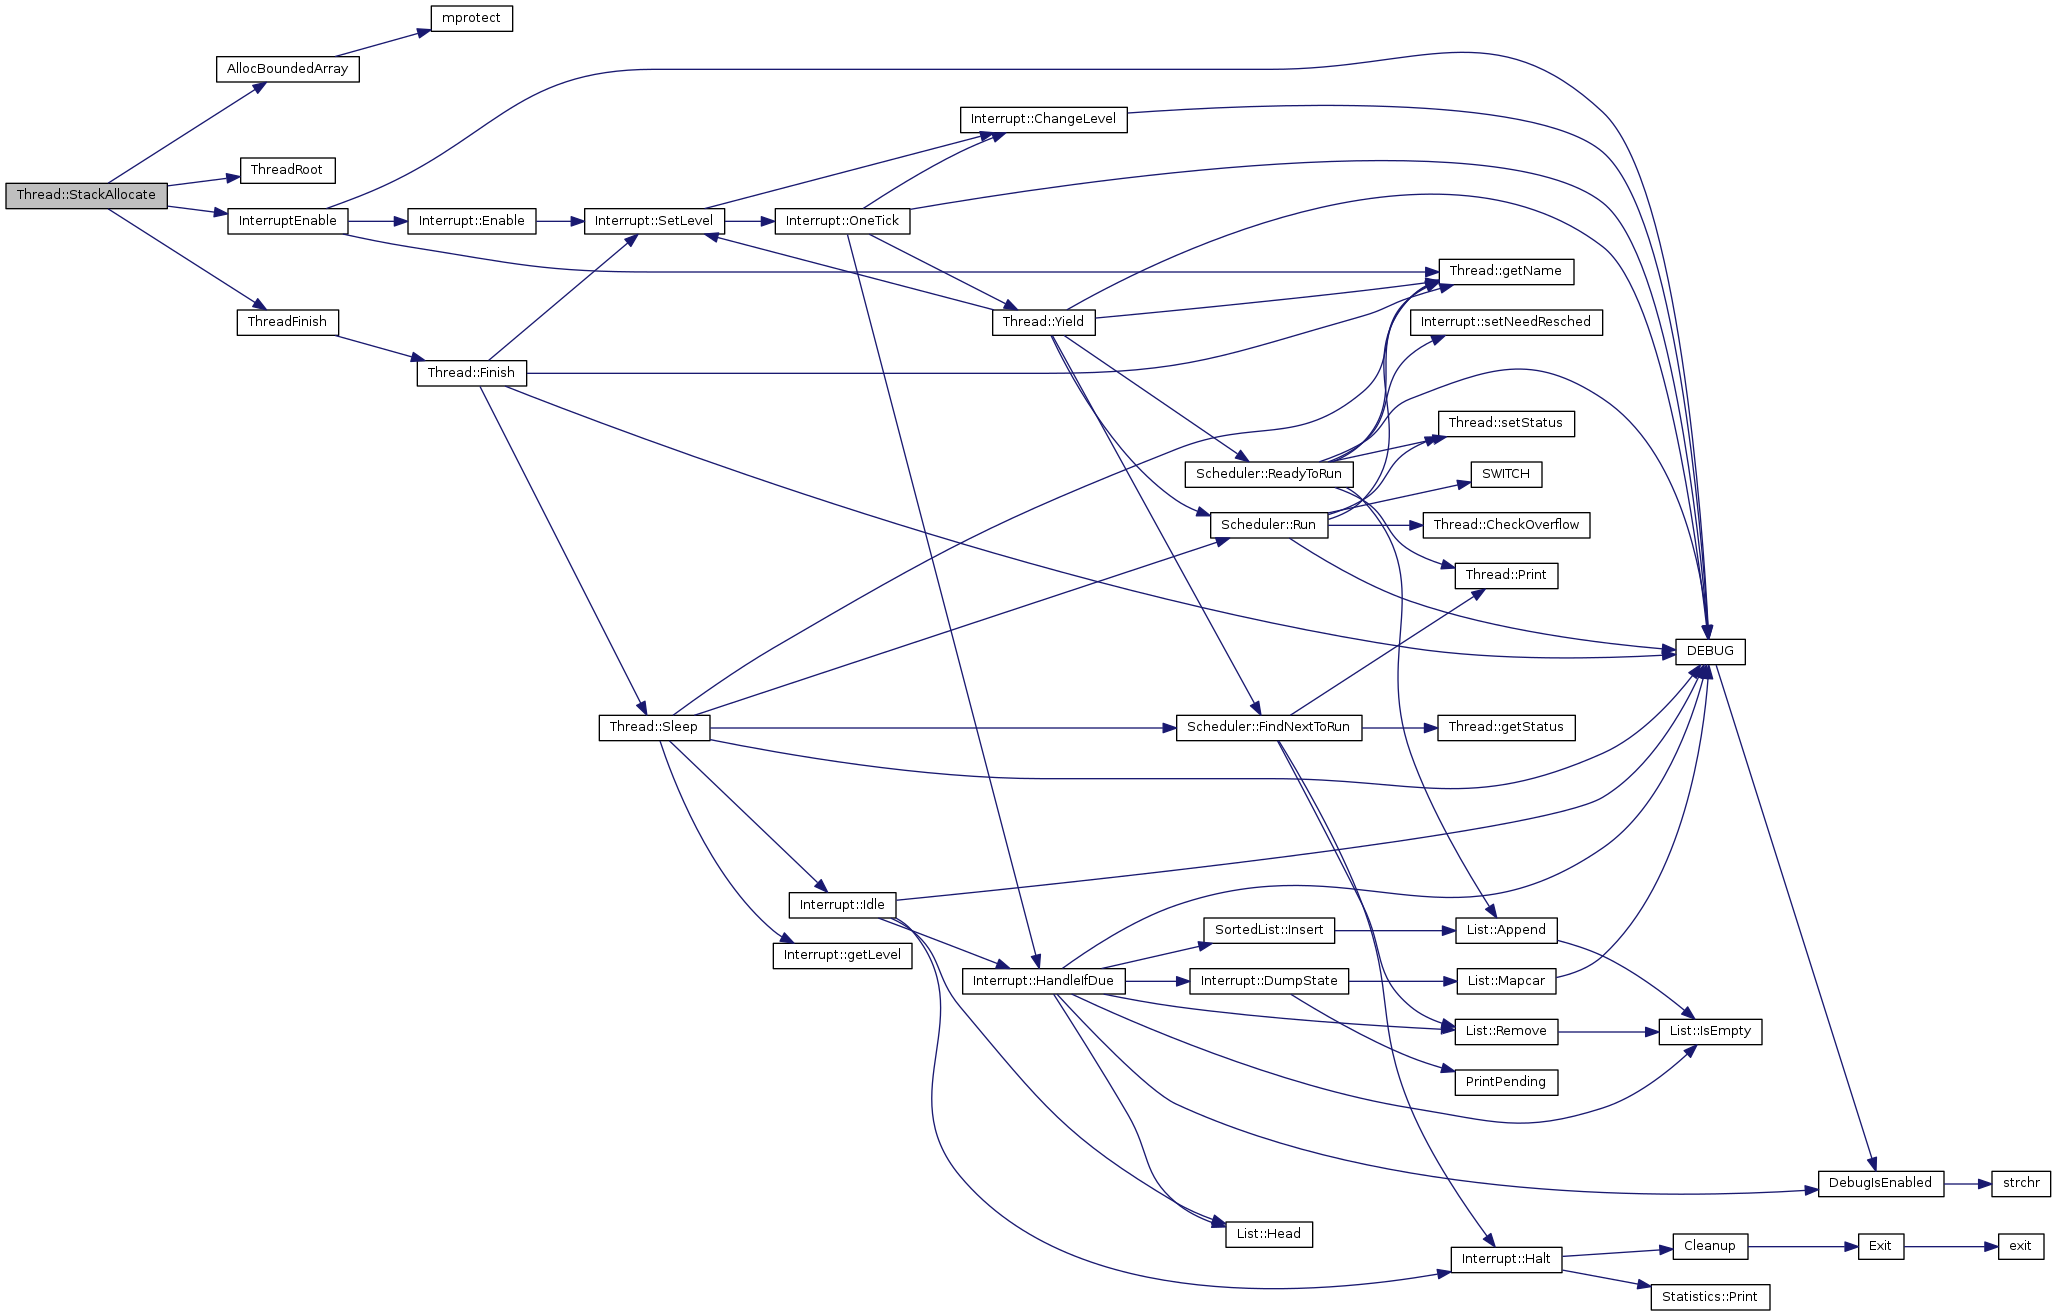 mprotect
AllocBoundedArray
Interrupt::ChangeLevel
ThreadRoot
Thread::StackAllocate
InterruptEnable
Interrupt::Enable
Interrupt::SetLevel
Interrupt::OneTick
Thread::getName
ThreadFinish
Thread::Yield
Interrupt::setNeedResched
Thread::Finish
Thread::setStatus
Scheduler::ReadyToRun
SWITCH
Scheduler::Run
Thread::CheckOverflow
Thread::Print
DEBUG
Thread::Sleep
Scheduler::FindNextToRun
Thread::getStatus
Interrupt::Idle
SortedList::Insert
List::Append
Interrupt::getLevel
Interrupt::HandleIfDue
Interrupt::DumpState
List::Mapcar
List::Remove
List::IsEmpty
PrintPending
DebugIsEnabled
strchr
List::Head
Interrupt::Halt
Cleanup
Exit
exit
Statistics::Print